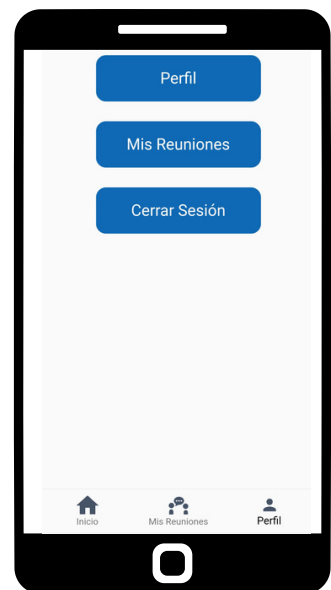 Perfil
Mis Reuniones
Cerrar Sesión
Inicio
Mis Reuniones
Perfil